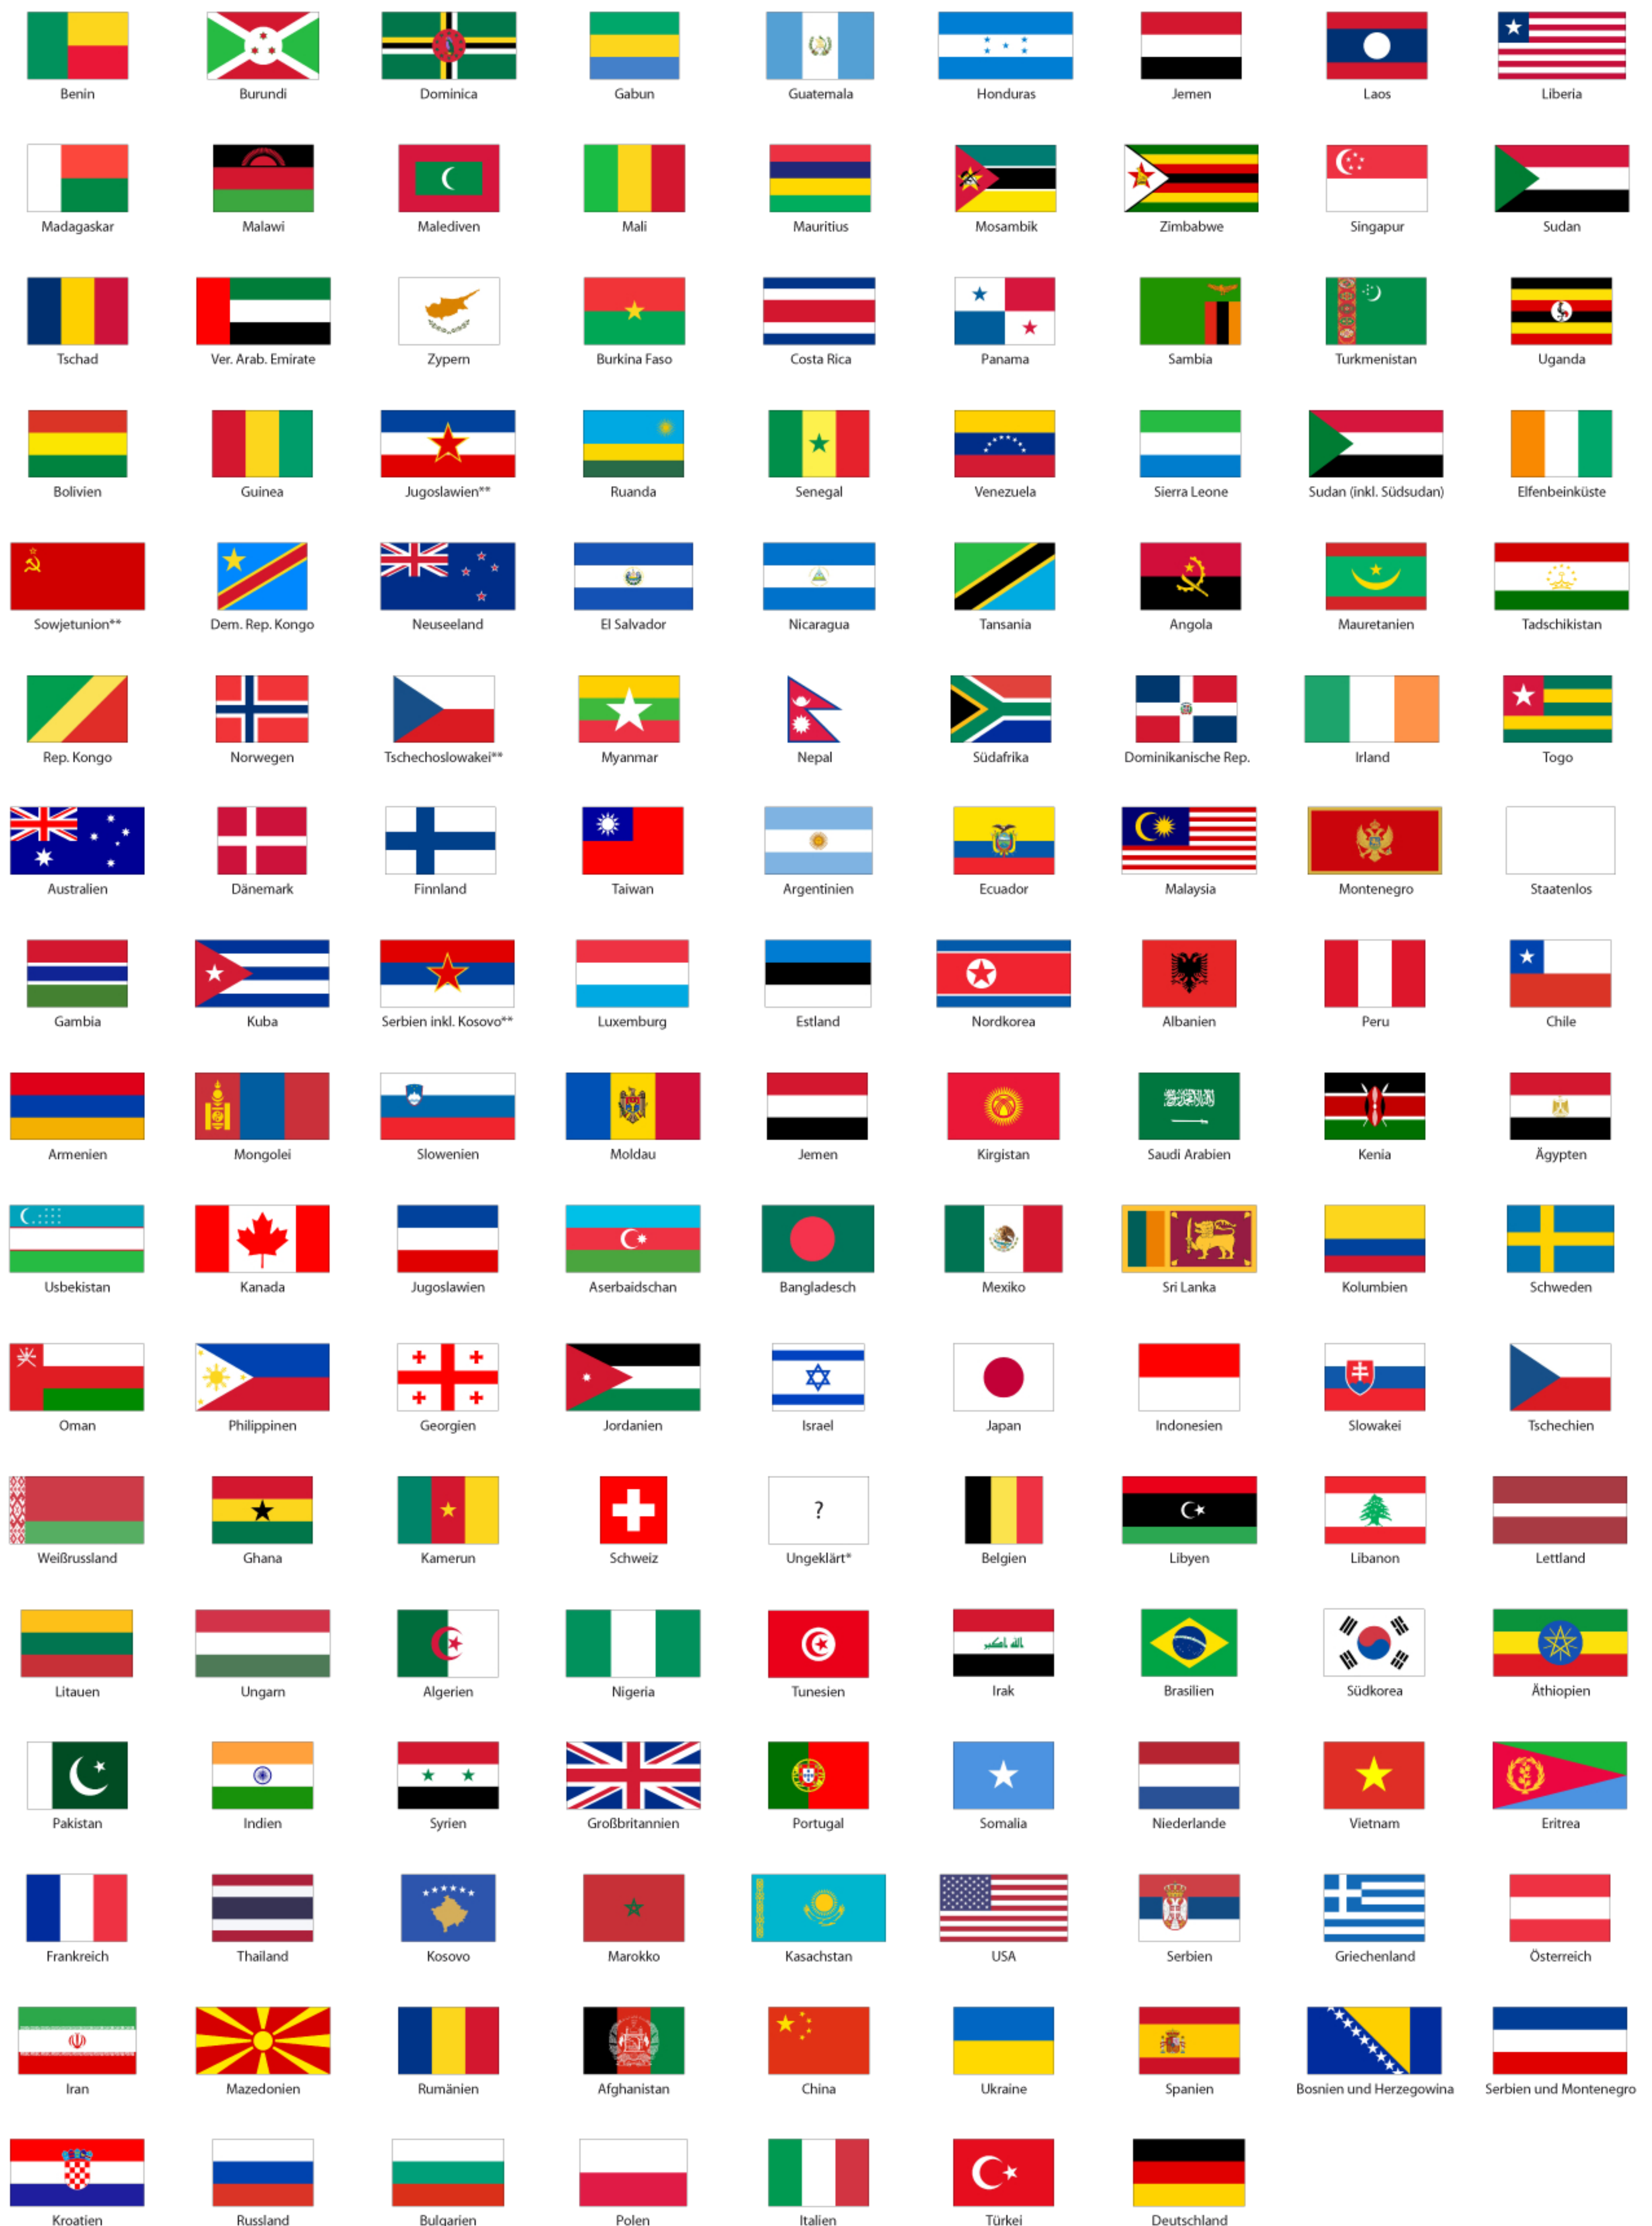 Benin Burundi Dominica Gabun Guatemala Honduras Jemen Laos Liberia
Madagaskar Malawi Malediven Mali Mauritius Mosambik Zimbabwe Singapur Sudan
Tschad Ver. Arab. Emirate Zypern Burkina Faso Costa Rica Panama Sambia Turkmenistan Uganda
Bolivien Guinea Jugoslawien** Ruanda Senegal Venezuela Sierra Leone Sudan (inkl. Südsudan) Elfenbeinküste
Sowjetunion** Dem. Rep. Kongo Neuseeland El Salvador Nicaragua Tansania Angola Mauretanien Tadschikistan
Rep. Kongo Norwegen Tschechoslowakei** Myanmar Nepal Südafrika Dominikanische Rep. Irland Togo
Australien Dänemark Finnland Taiwan Argentinien Ecuador Malaysia Montenegro Staatenlos
Gambia Kuba Serbien inkl. Kosovo** Luxemburg Estland Nordkorea Albanien Peru Chile
Armenien Mongolei Slowenien Moldau Jemen Kirgistan Saudi Arabien Kenia Ägypten
Usbekistan Kanada Jugoslawien Aserbaidschan Bangladesch Mexiko Sri Lanka Kolumbien Schweden
Oman Philippinen Georgien Jordanien Israel Japan Indonesien Slowakei Tschechien
?
Weißrussland Ghana Kamerun Schweiz Ungeklärt* Belgien Libyen Libanon Lettland
الله اكبر
Litauen Ungarn Algerien Nigeria Tunesien Irak Brasilien Südkorea Äthiopien
Pakistan Indien Syrien Großbritannien Portugal Somalia Niederlande Vietnam Eritrea
Frankreich Thailand Kosovo Marokko Kasachstan USA Serbien Griechenland Österreich
Iran Mazedonien Rumänien Afghanistan China Ukraine Spanien Bosnien und Herzegowina Serbien und Montenegro
Kroatien Russland Bulgarien Polen Italien Türkei Deutschland